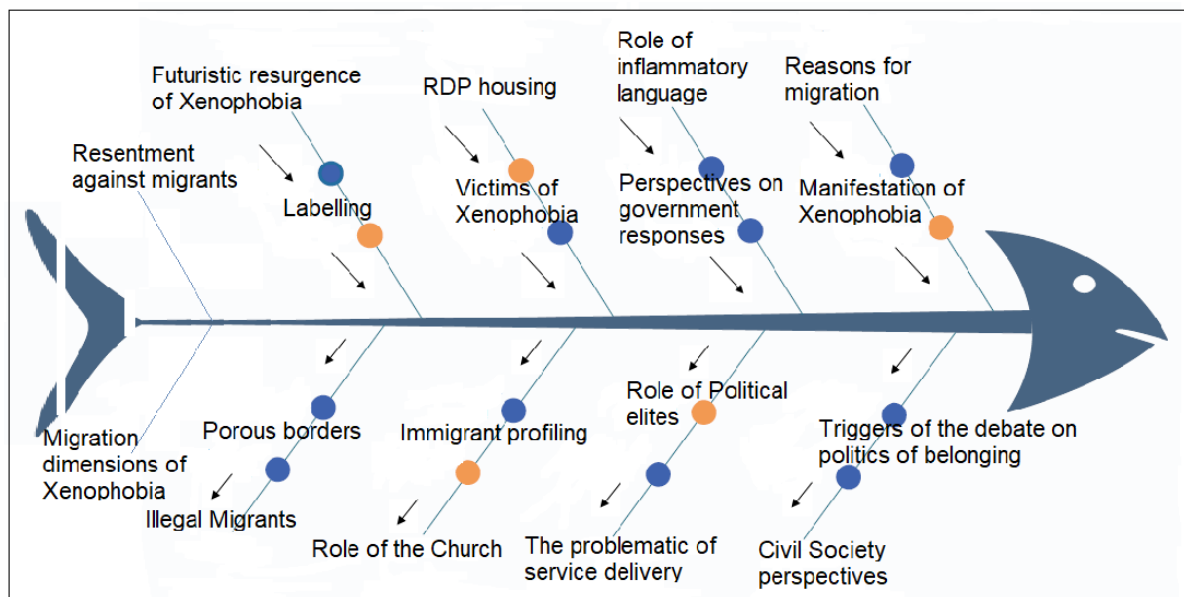 Futuristic resurgence
of Xenophobia
RDP housing
Role of
inflammatory
language
Reasons for
migration
Resentment
against migrants
Labelling
Victims of
Xenophobia
Perspectives on
government
responses
Manifestation of
Xenophobia
Migration
dimensions of
Xenophobia
Porous borders
Illegal Migrants
Immigrant profiling
Role of the Church
Role of Political
elites
The problematic of
service delivery
Triggers of the debate on
politics of belonging
Civil Society
perspectives